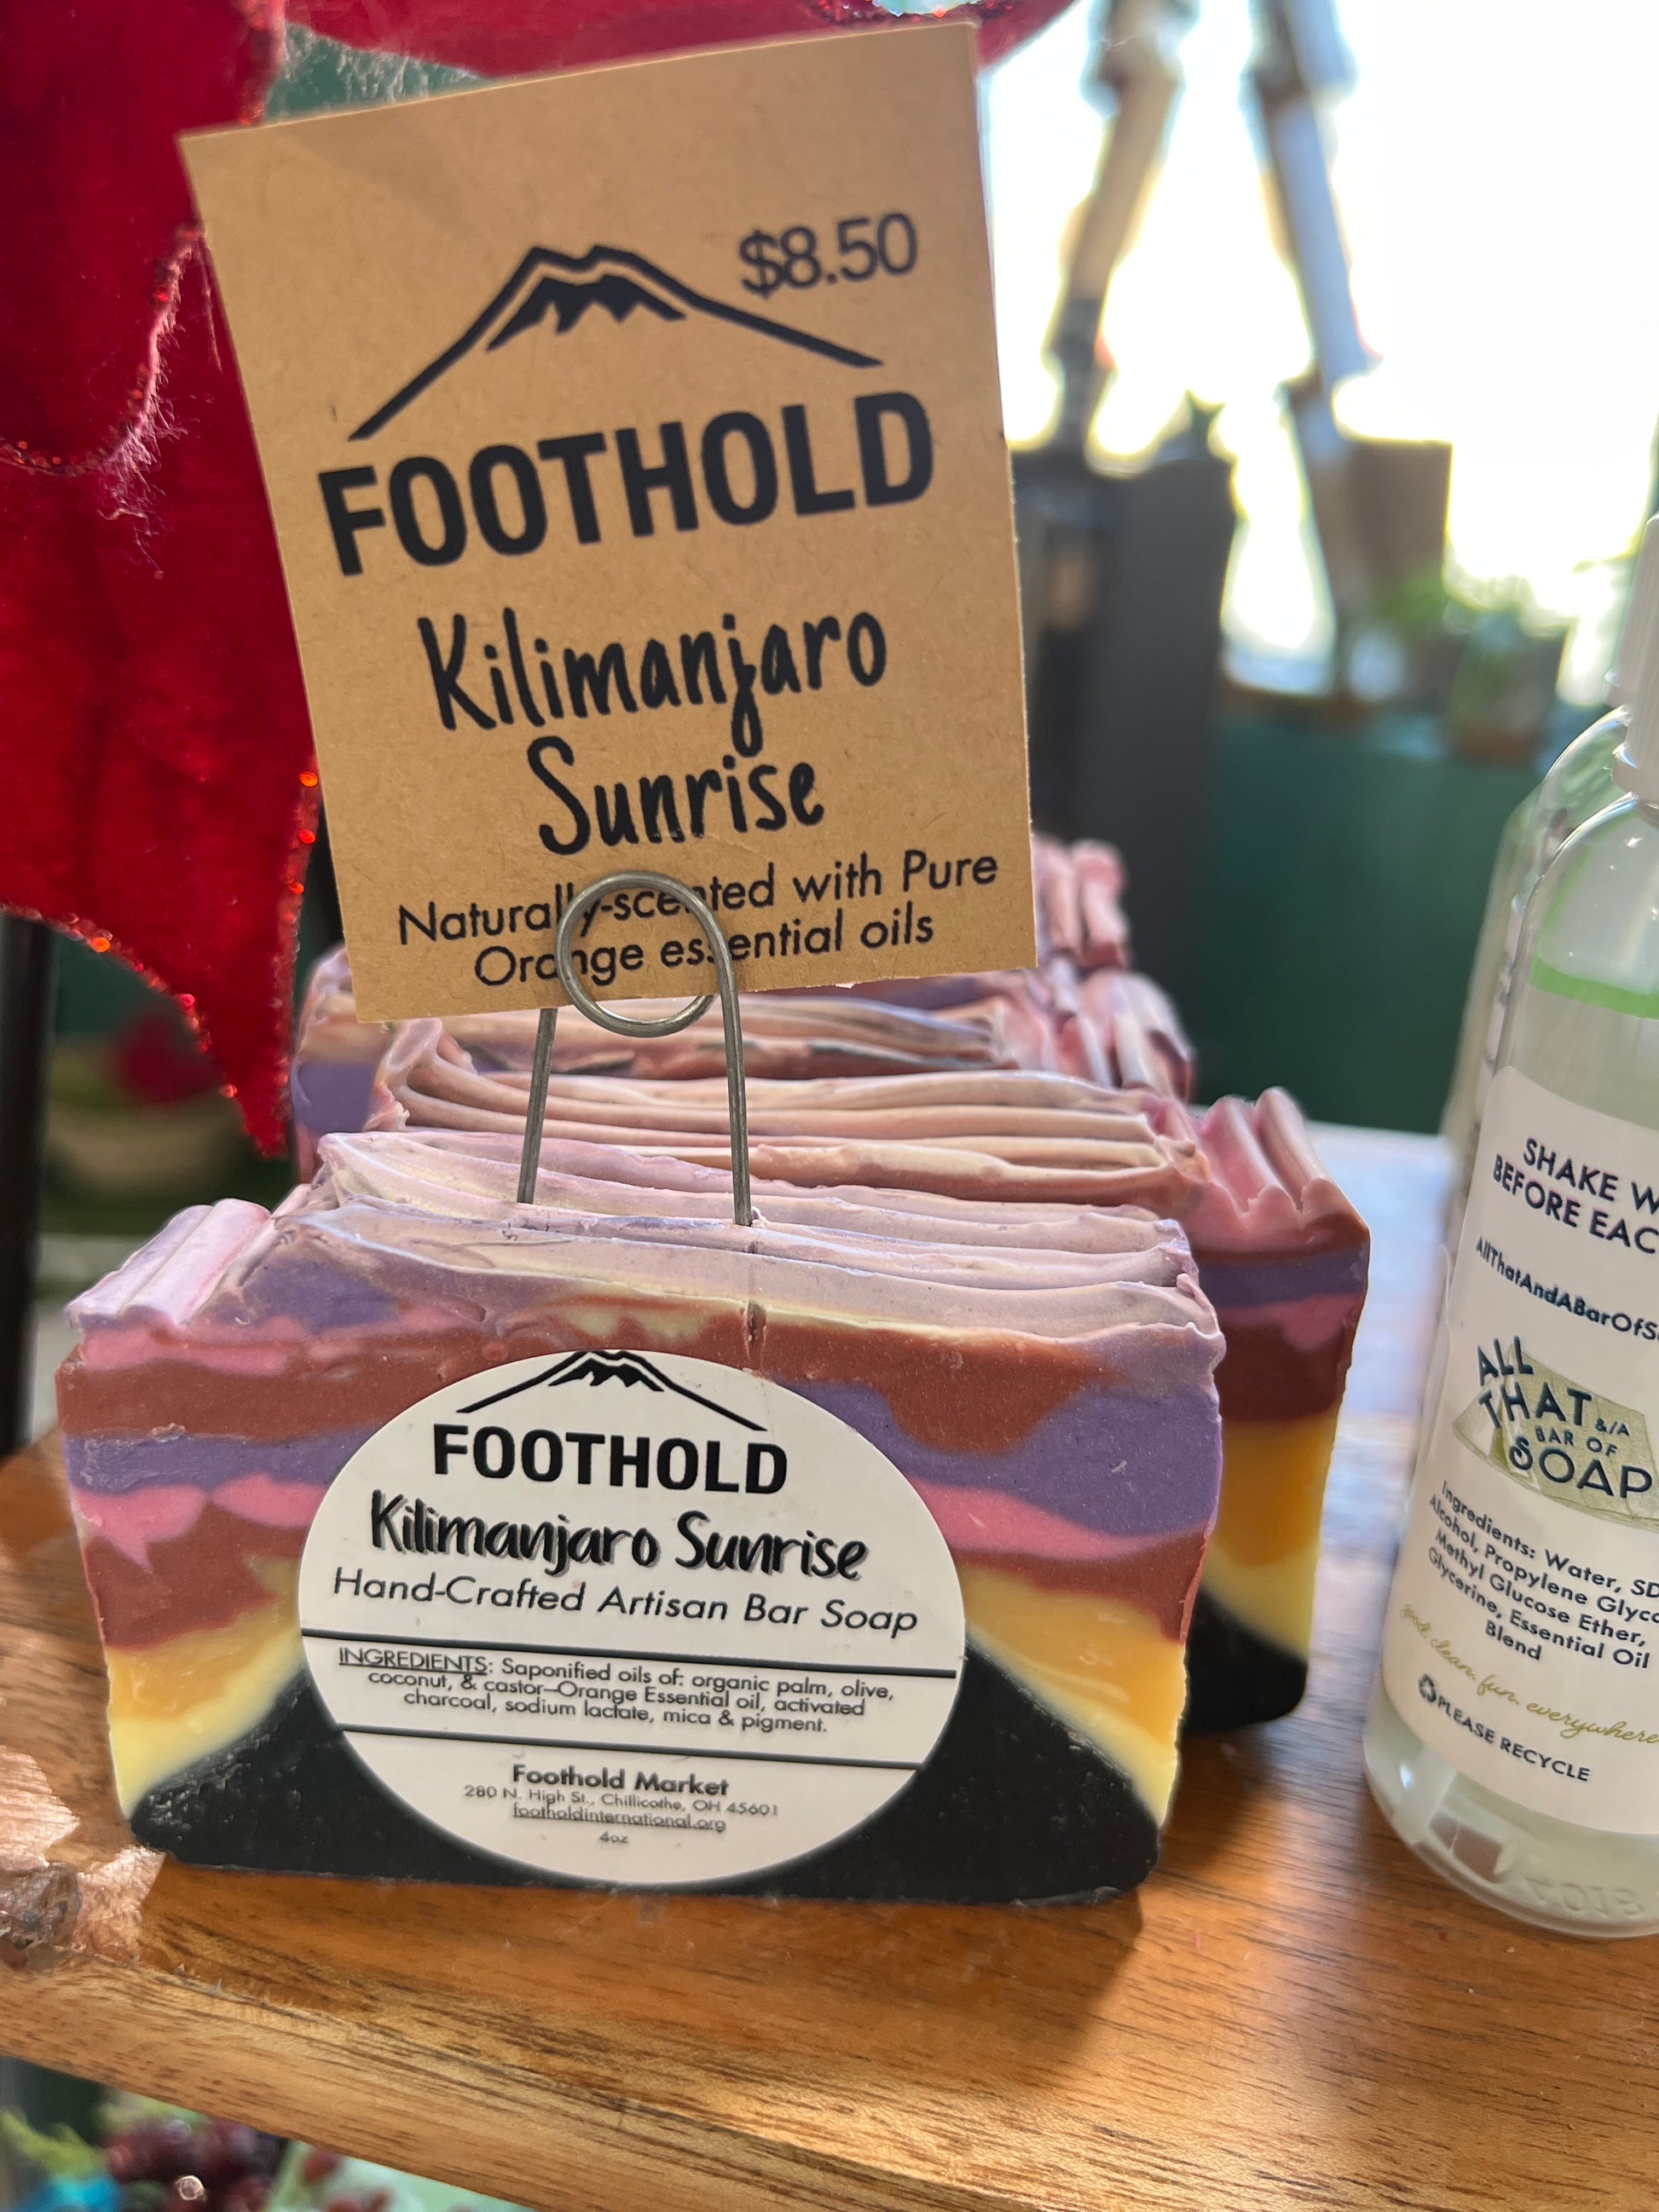 $8.50
FOOTHOLD
Kilimanjaro
Sunrise
Naturally-scented with Pure
Orange essential oils
FOOTHOLD
Kilimanjaro Sunrise
Hand-Crafted Artisan Bar Soap
INGREDIENTS: Saponified oils of: organic palm, olive,
coconut, & castor—Orange Essential oil, activated
charcoal, sodium lactate, mica & pigment.
Foothold Market
280 N. High St., Chillicothe, OH 45601
footholdinternational.org
4oz
SHAKE W
BEFORE EAC
AllThatAndABarOfS
ALL
THAT &/A
BAR OF
SOAP
Ingredients: Water, SD
Alcohol, Propylene Glyco
Methyl Glucose Ether,
Glycerine, Essential Oil
Blend
good. clean. fun. everywhere
PLEASE RECYCLE